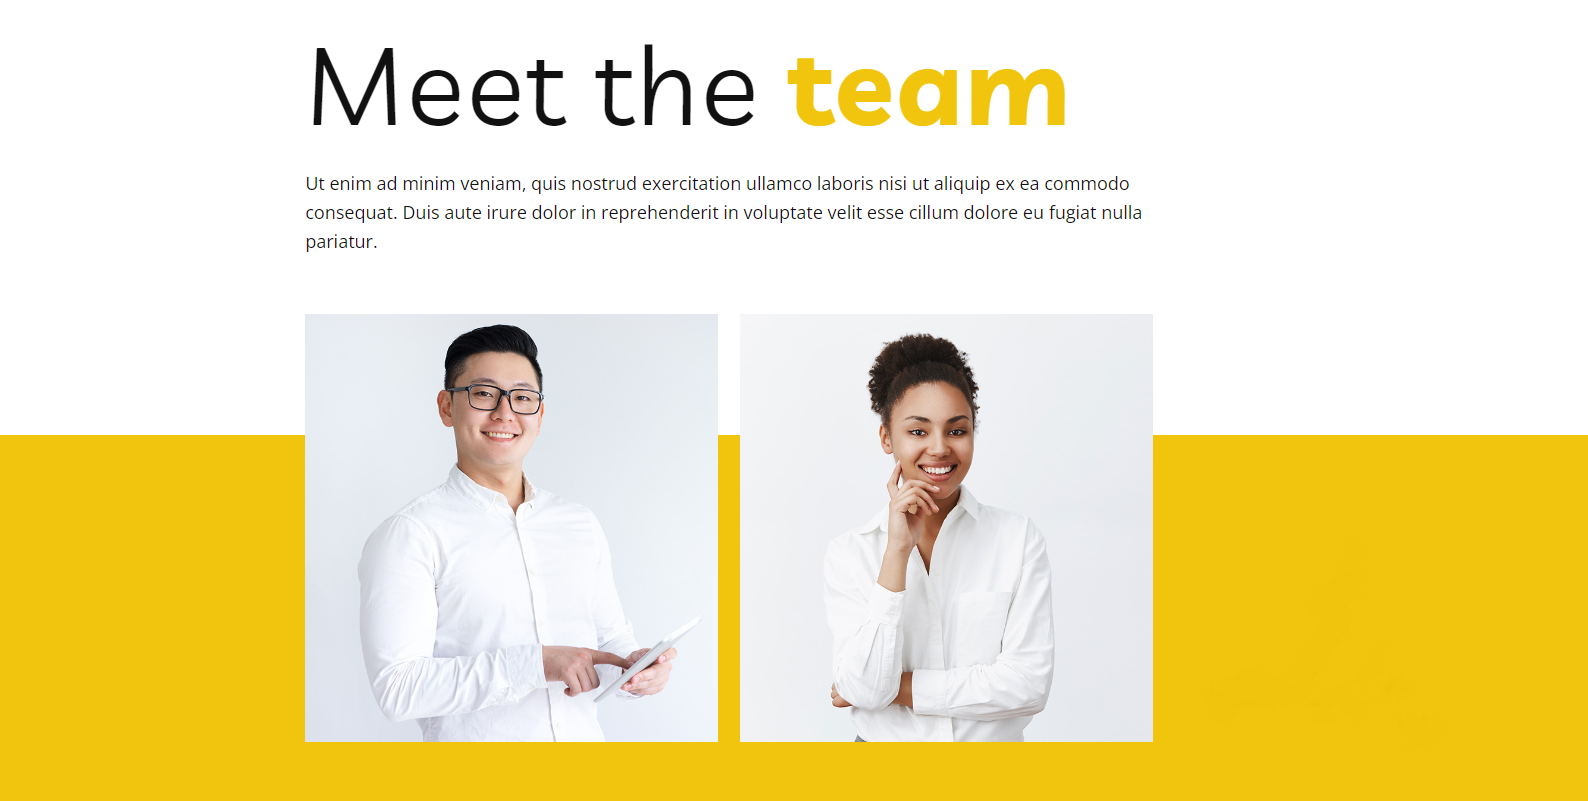 Meet the team
Ut enim ad minim veniam, quis nostrud exercitation ullamco laboris nisi ut aliquip ex ea commodo
consequat. Duis aute irure dolor in reprehenderit in voluptate velit esse cillum dolore eu fugiat nulla
pariatur.